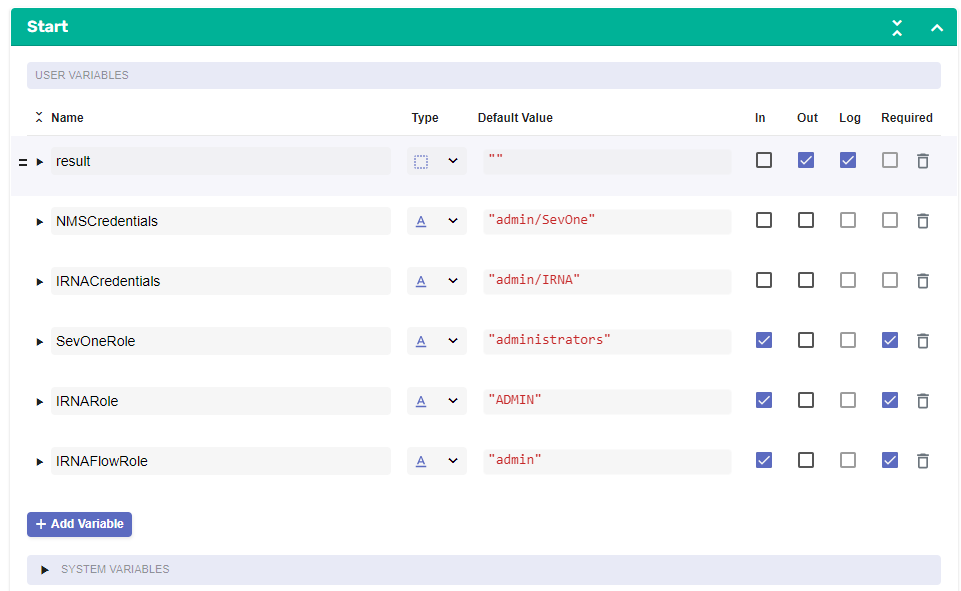 Start
USER VARIABLES
Name Type Default Value In Out Log Required
result ""
NMSCredentials A "admin/SevOne"
IRNACredentials A "admin/IRNA"
SevOneRole A "administrators"
IRNARole A "ADMIN"
IRNAFlowRole A "admin"
+ Add Variable
SYSTEM VARIABLES